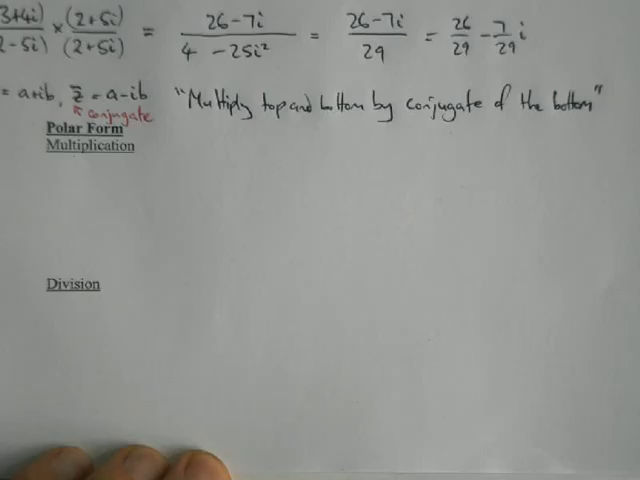 3+4i) × (2+5i) = 26-7i = 26-7i = 26 - 7 i
2-5i) (2+5i) 4 - 25i² 29 29 29
= a+ib, z̄ = a-ib "Multiply top and bottom by conjugate of the bottom"
↖ conjugate
Polar Form
Multiplication
Division